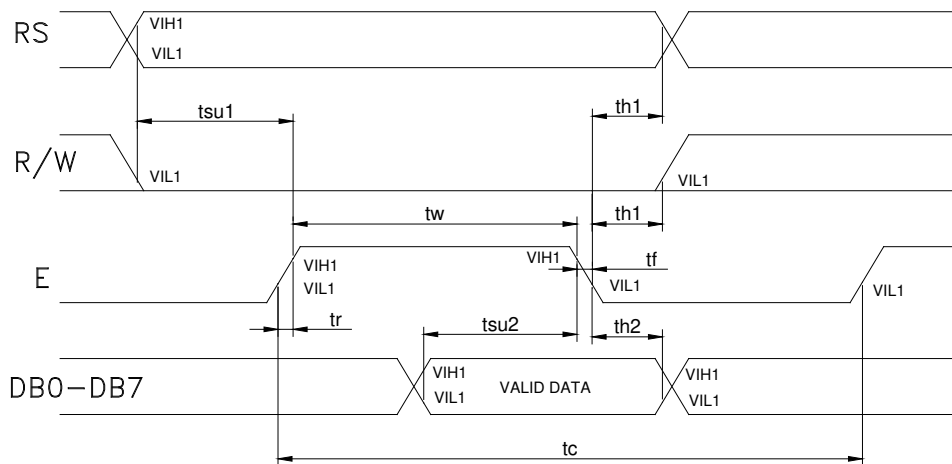 RS
VIH1
VIL1
tsu1
th1
R/W
VIL1
VIL1
tw
th1
E
VIH1
VIL1
VIH1
tf
VIL1
VIL1
tr
tsu2
th2
DB0-DB7
VIH1
VIL1
VALID DATA
VIH1
VIL1
tc